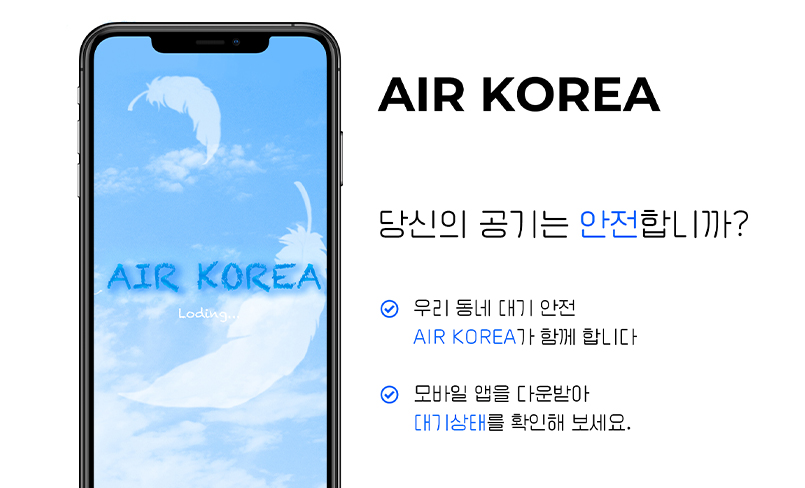 AIR KOREA
Loding...
AIR KOREA
당신의 공기는 안전합니까?
우리 동네 대기 안전
AIR KOREA가 함께 합니다
모바일 앱을 다운받아
대기상태를 확인해 보세요.